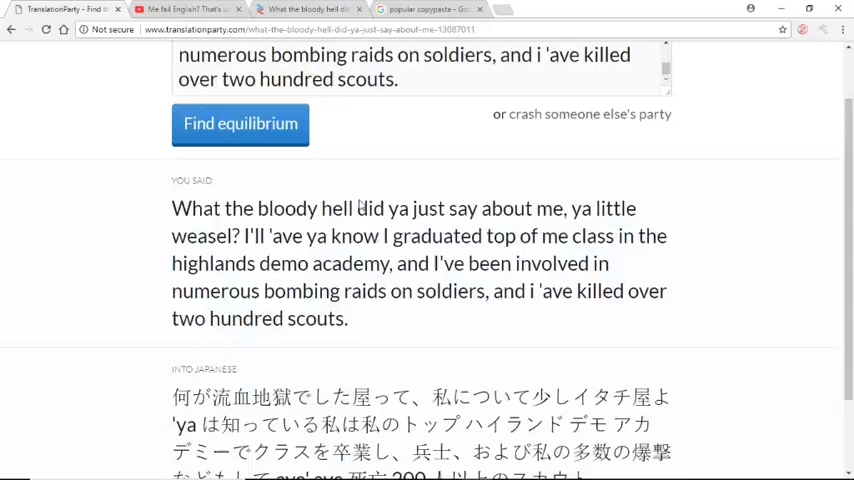 TranslationParty - Find th
Me fail English? That's u
What the bloody hell di
popular copypasta - Goo
Not secure | www.translationparty.com/what-the-bloody-hell-did-ya-just-say-about-me-13087011
numerous bombing raids on soldiers, and i 'ave killed
over two hundred scouts.
Find equilibrium
or crash someone else's party
YOU SAID:
What the bloody hell did ya just say about me, ya little
weasel? I'll 'ave ya know I graduated top of me class in the
highlands demo academy, and I've been involved in
numerous bombing raids on soldiers, and i 'ave killed over
two hundred scouts.
INTO JAPANESE
何が流血地獄でした屋って、私について少しイタチ屋よ
'ya は知っている私は私のトップ ハイランド デモ アカ
デミーでクラスを卒業し、兵士、および私の多数の爆撃